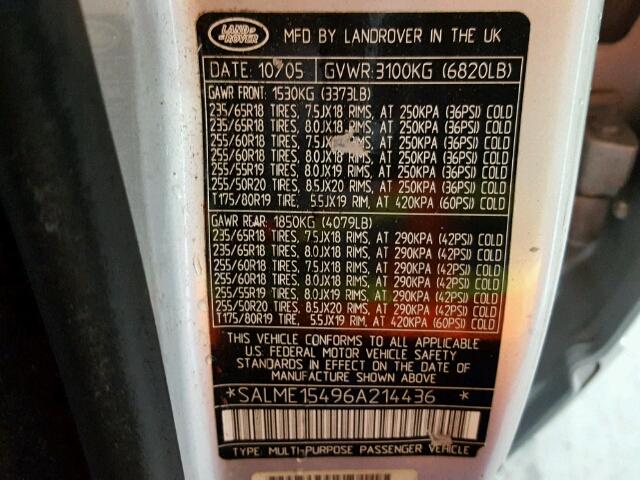 LAND ROVER
MFD BY LANDROVER IN THE UK
DATE: 10/05 GVWR: 3100KG (6820LB)
GAWR FRONT: 1530KG (3373LB)
235/65R18 TIRES, 7.5JX18 RIMS, AT 250KPA (36PSI) COLD
235/65R18 TIRES, 8.0JX18 RIMS, AT 250KPA (36PSI) COLD
255/60R18 TIRES, 7.5JX18 RIMS, AT 250KPA (36PSI) COLD
255/60R18 TIRES, 8.0JX18 RIMS, AT 250KPA (36PSI) COLD
255/55R19 TIRES, 8.0JX19 RIMS, AT 250KPA (36PSI) COLD
255/50R20 TIRES, 8.5JX20 RIMS, AT 250KPA (36PSI) COLD
T175/80R19 TIRE, 5.5JX19 RIM, AT 420KPA (60PSI) COLD
GAWR REAR: 1850KG (4079LB)
235/65R18 TIRES, 7.5JX18 RIMS, AT 290KPA (42PSI) COLD
235/65R18 TIRES, 8.0JX18 RIMS, AT 290KPA (42PSI) COLD
255/60R18 TIRES, 7.5JX18 RIMS, AT 290KPA (42PSI) COLD
255/60R18 TIRES, 8.0JX18 RIMS, AT 290KPA (42PSI) COLD
255/55R19 TIRES, 8.0JX19 RIMS, AT 290KPA (42PSI) COLD
255/50R20 TIRES, 8.5JX20 RIMS, AT 290KPA (42PSI) COLD
T175/80R19 TIRE, 5.5JX19 RIM, AT 420KPA (60PSI) COLD
THIS VEHICLE CONFORMS TO ALL APPLICABLE
U.S. FEDERAL MOTOR VEHICLE SAFETY
STANDARDS IN EFFECT ON THE DATE OF
MANUFACTURE SHOWN ABOVE.
*SALME15496A214436 *
TYPE: MULTI-PURPOSE PASSENGER VEHICLE